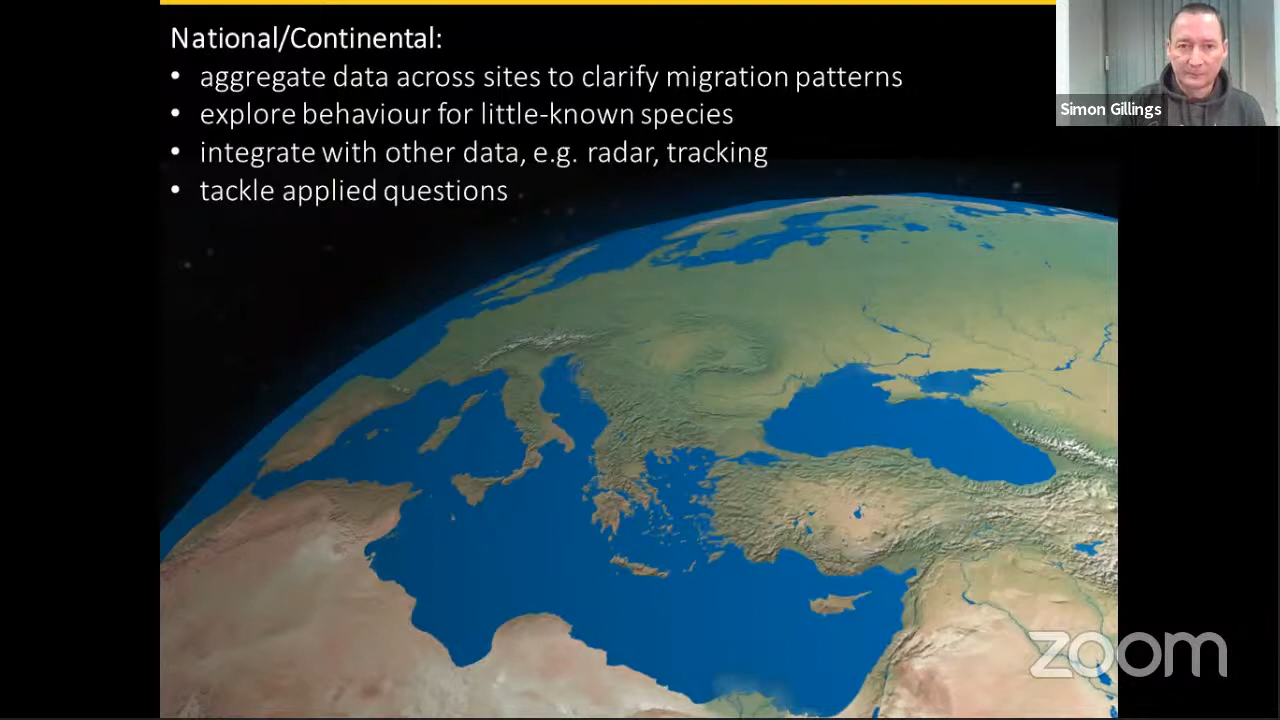 National/Continental:
• aggregate data across sites to clarify migration patterns
• explore behaviour for little-known species
• integrate with other data, e.g. radar, tracking
• tackle applied questions
Simon Gillings
zoom